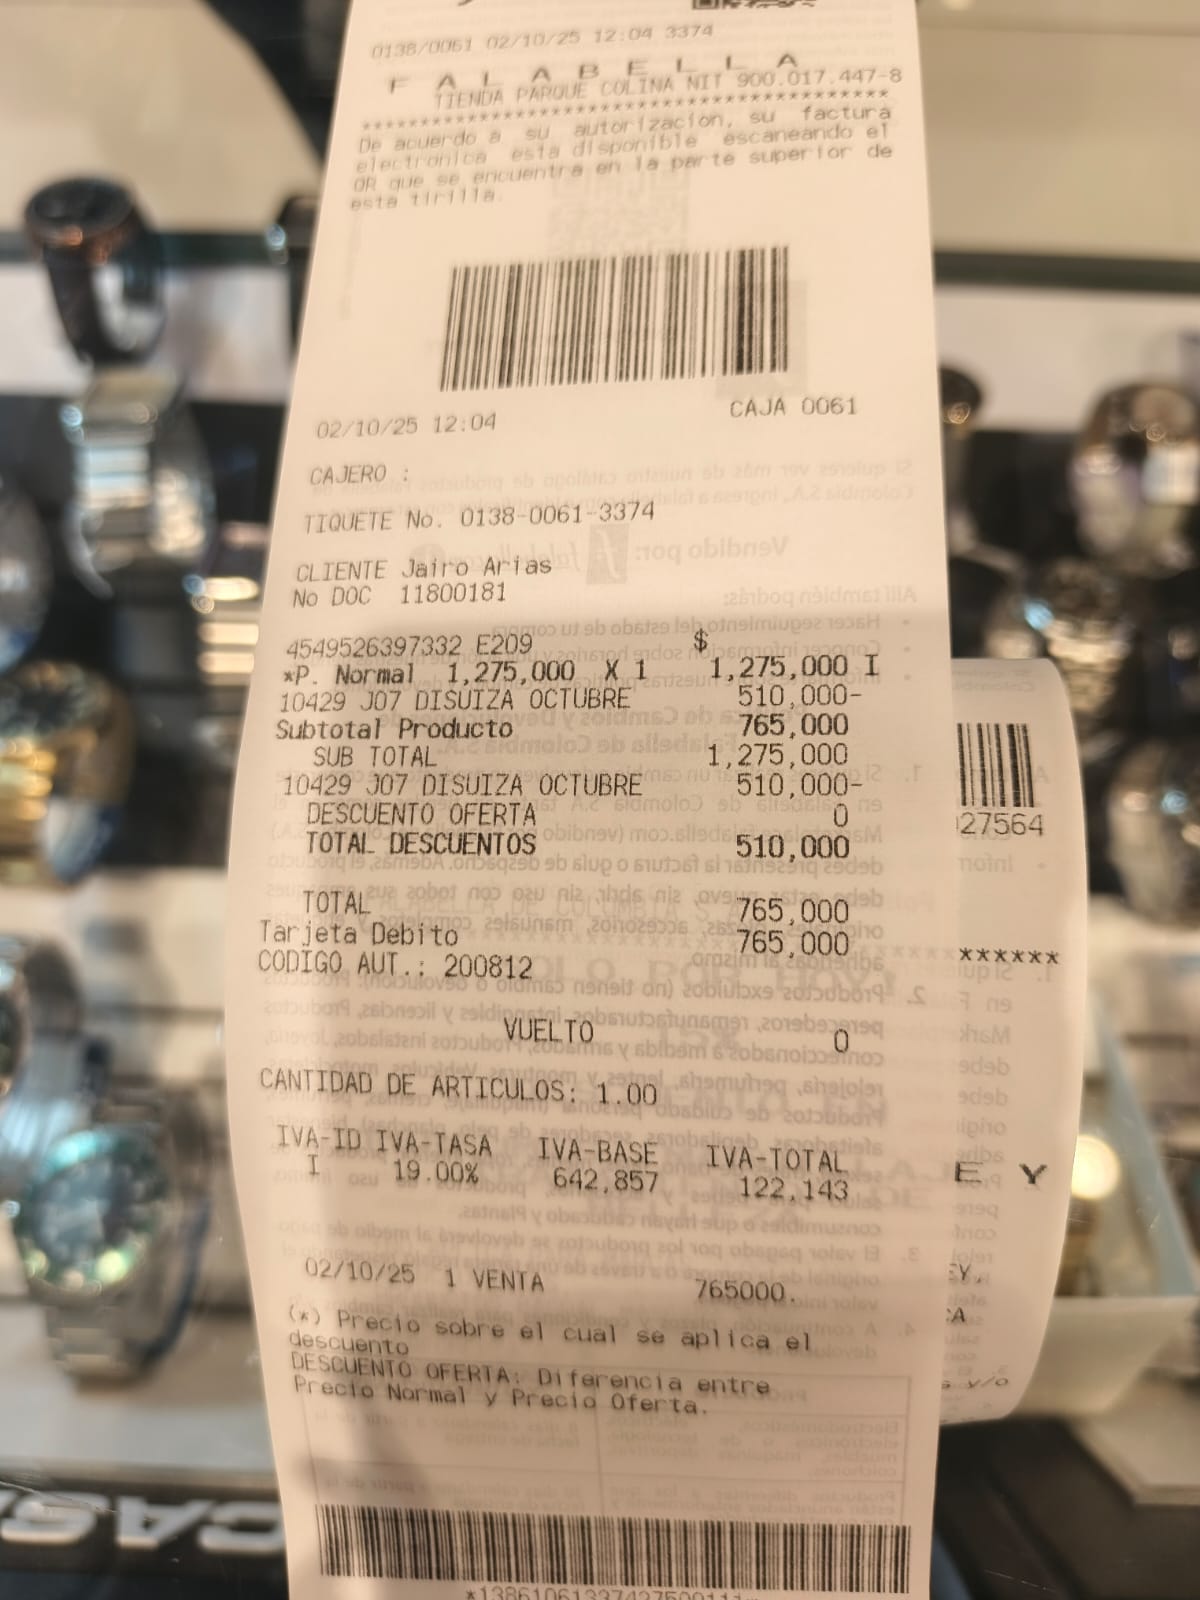 0138/0061 02/10/25 12:04 3374
F A L A B E L L A
TIENDA PARQUE COLINA NIT 900.017.447-8
******************************************
De acuerdo a su autorizacion, su factura
electronica esta disponible escaneando el
QR que se encuentra en la parte superior de
esta tirilla.
02/10/25 12:04 CAJA 0061
CAJERO :
TIQUETE No. 0138-0061-3374
CLIENTE Jairo Arias
No DOC 11800181
4549526397332 E209 $
*P. Normal 1,275,000 X 1 1,275,000 I
10429 J07 DISUIZA OCTUBRE 510,000-
Subtotal Producto 765,000
SUB TOTAL 1,275,000
10429 J07 DISUIZA OCTUBRE 510,000-
DESCUENTO OFERTA 0
TOTAL DESCUENTOS 510,000
TOTAL 765,000
Tarjeta Debito 765,000
CODIGO AUT.: 200812
VUELTO 0
CANTIDAD DE ARTICULOS: 1.00
IVA-ID IVA-TASA IVA-BASE IVA-TOTAL
I 19.00% 642,857 122,143
02/10/25 1 VENTA 765000.
(*) Precio sobre el cual se aplica el
descuento
DESCUENTO OFERTA: Diferencia entre
Precio Normal y Precio Oferta.
27564
******
E Y
EY.
CA
y/o
CAS